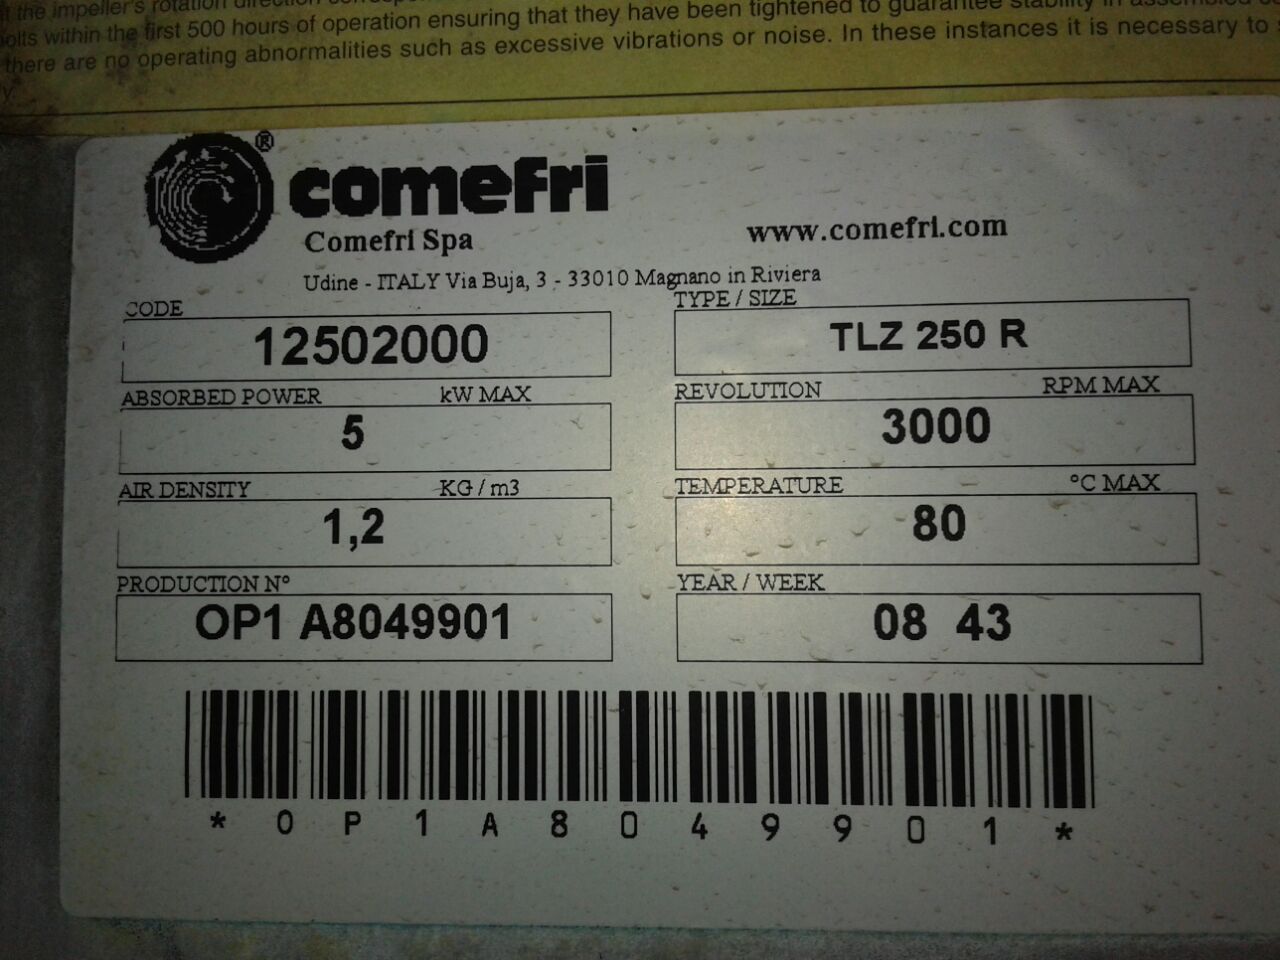 the impeller's rotation direction
bolts within the first 500 hours of operation ensuring that they have been tightened to guarantee stability in assembled
there are no operating abnormalities such as excessive vibrations or noise. In these instances it is necessary to
y.
®
comefri
Comefri Spa
www.comefri.com
Udine - ITALY Via Buja, 3 - 33010 Magnano in Riviera
CODE
TYPE / SIZE
12502000
TLZ 250 R
ABSORBED POWER kW MAX
REVOLUTION RPM MAX
5
3000
AIR DENSITY KG / m3
TEMPERATURE °C MAX
1,2
80
PRODUCTION N°
YEAR / WEEK
OP1 A8049901
08 43
* O P 1 A 8 0 4 9 9 0 1 *